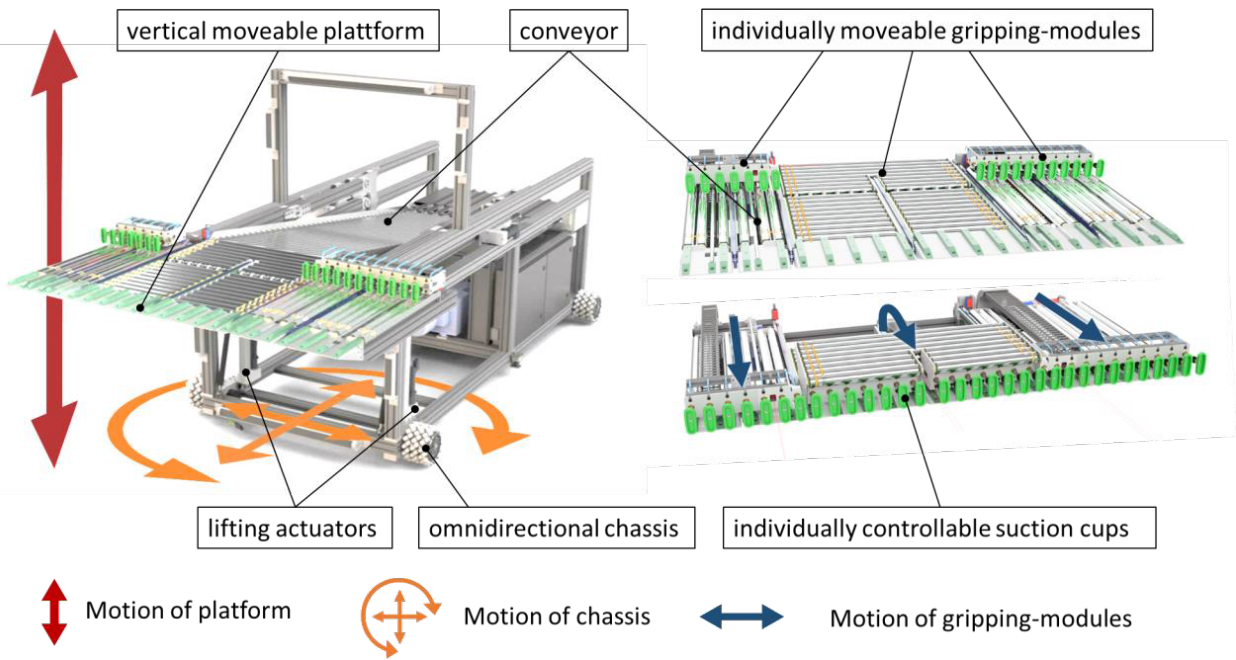 vertical moveable plattform
conveyor
individually moveable gripping-modules
lifting actuators
omnidirectional chassis
individually controllable suction cups
Motion of platform
Motion of chassis
Motion of gripping-modules